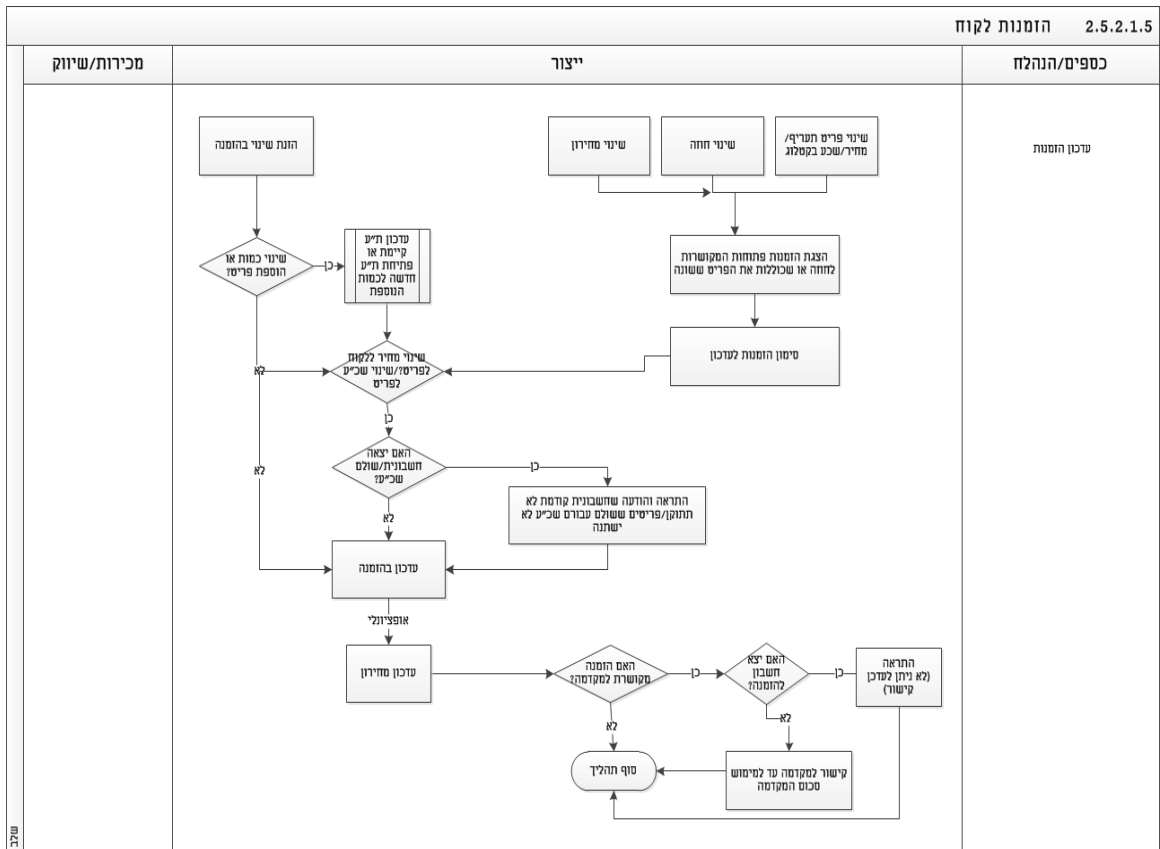 2.5.2.1.5 הזמנות לקוח
כספים/הנהלח
ייצור
מכירות/שיווק
עדכון הזמנות
שינוי פריט תעריף/
מחיר/שכע בקטלוג
שינוי חוזה
שינוי מחירון
הזנת שינוי בהזמנה
הצגת הזמנות פתוחות המקושרות
לחוזה או שכוללות את הפריט ששונה
סימון הזמנות לעדכון
שינוי כמות או
הוספת פריט?
כן
עדכון ת״ע
קיימת או
פתיחת ת״ע
חדשה לכמות
הנוספת
לא
שינוי מחיר ללקוח
לפריט?/שינוי שכ״ע
לפריט
כן
לא
האם יצאה
חשבונית/שולם
שכ״ע?
כן
התראה והודעה שחשבונית קודמת לא
תתוקן/פריטים ששולם עבורם שכ״ע לא
ישתנה
לא
עדכון בהזמנה
אופציונלי
עדכון מחירון
האם הזמנה
מקושרת למקדמה?
כן
האם יצא
חשבון
להזמנה?
כן
התראה
(לא ניתן לעדכן
קישור)
לא
לא
קישור למקדמה עד למימוש
סכום המקדמה
סוף תהליך
שלב